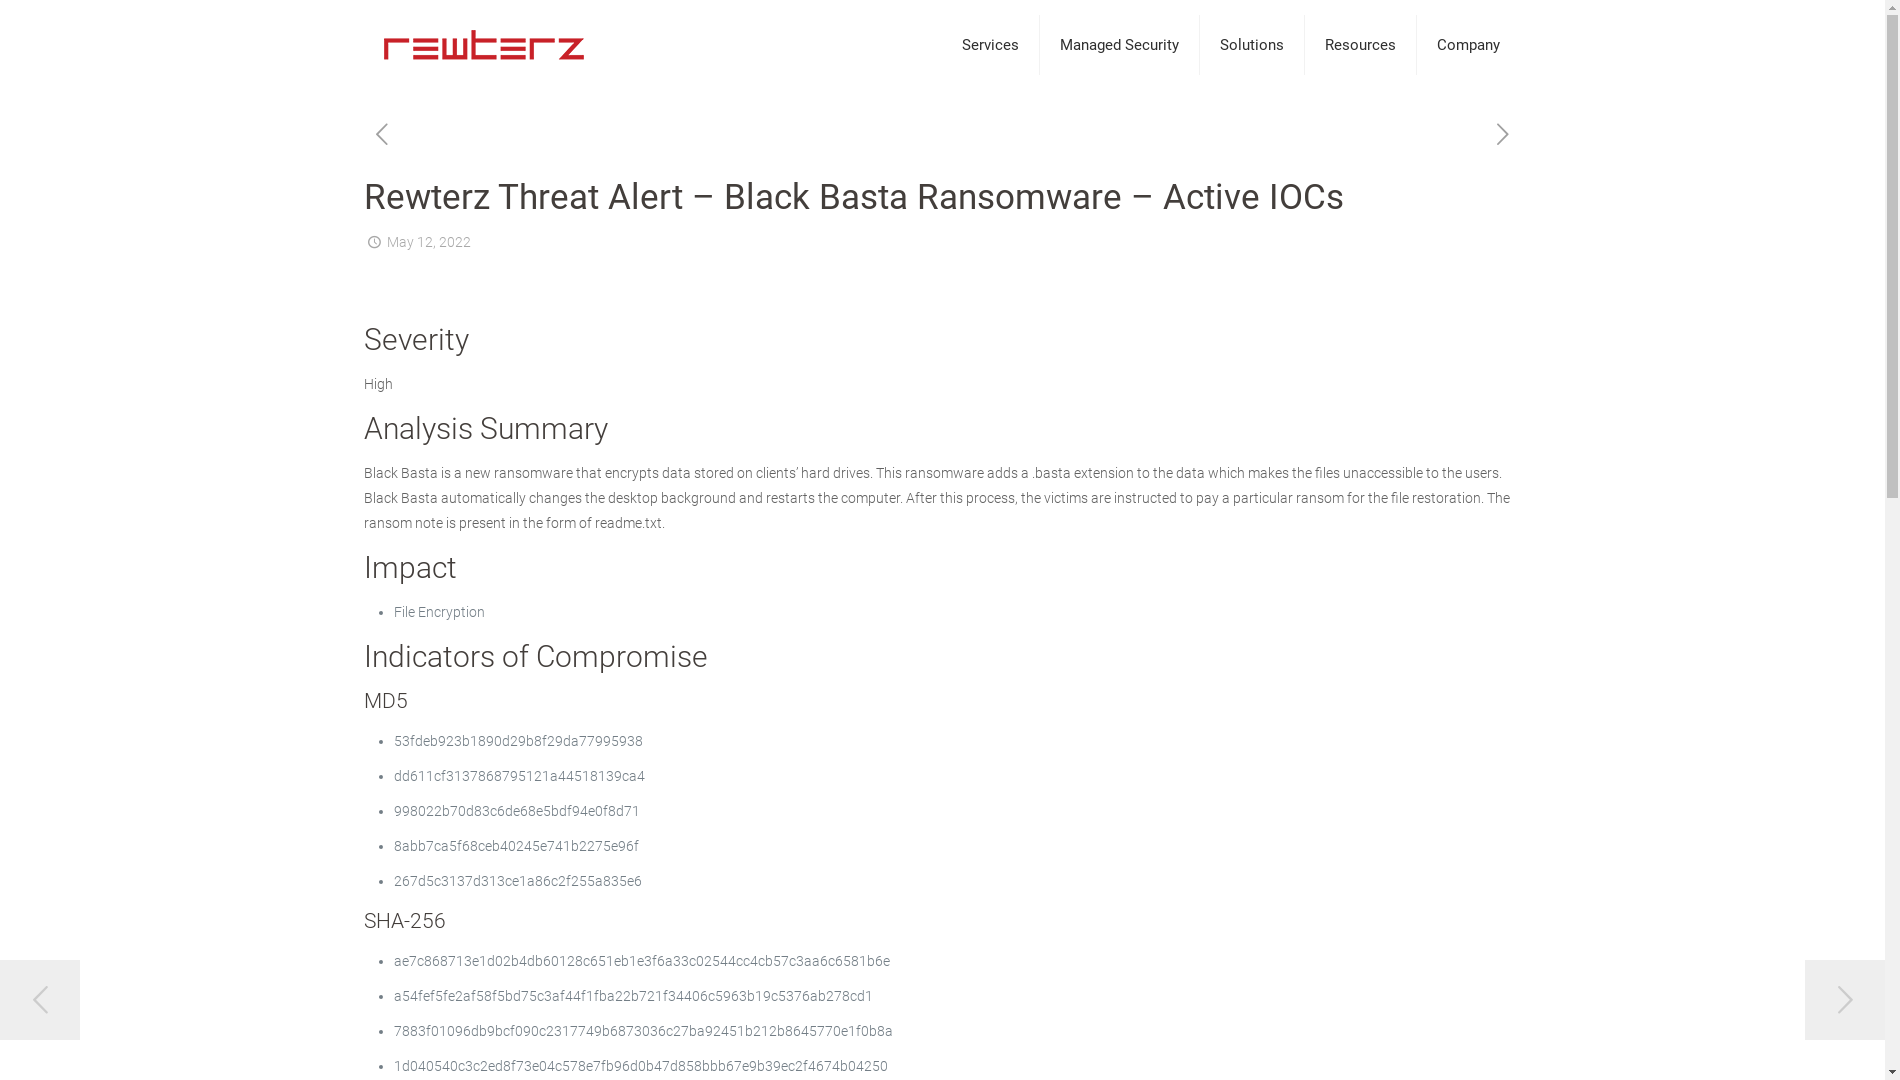 rewterz
Services
Managed Security
Solutions
Resources
Company
Rewterz Threat Alert – Black Basta Ransomware – Active IOCs
May 12, 2022
Severity
High
Analysis Summary
Black Basta is a new ransomware that encrypts data stored on clients’ hard drives. This ransomware adds a .basta extension to the data which makes the files unaccessible to the users.
Black Basta automatically changes the desktop background and restarts the computer. After this process, the victims are instructed to pay a particular ransom for the file restoration. The
ransom note is present in the form of readme.txt.
Impact
• File Encryption
Indicators of Compromise
MD5
• 53fdeb923b1890d29b8f29da77995938
• dd611cf3137868795121a44518139ca4
• 998022b70d83c6de68e5bdf94e0f8d71
• 8abb7ca5f68ceb40245e741b2275e96f
• 267d5c3137d313ce1a86c2f255a835e6
SHA-256
• ae7c868713e1d02b4db60128c651eb1e3f6a33c02544cc4cb57c3aa6c6581b6e
• a54fef5fe2af58f5bd75c3af44f1fba22b721f34406c5963b19c5376ab278cd1
• 7883f01096db9bcf090c2317749b6873036c27ba92451b212b8645770e1f0b8a
• 1d040540c3c2ed8f73e04c578e7fb96d0b47d858bbb67e9b39ec2f4674b04250